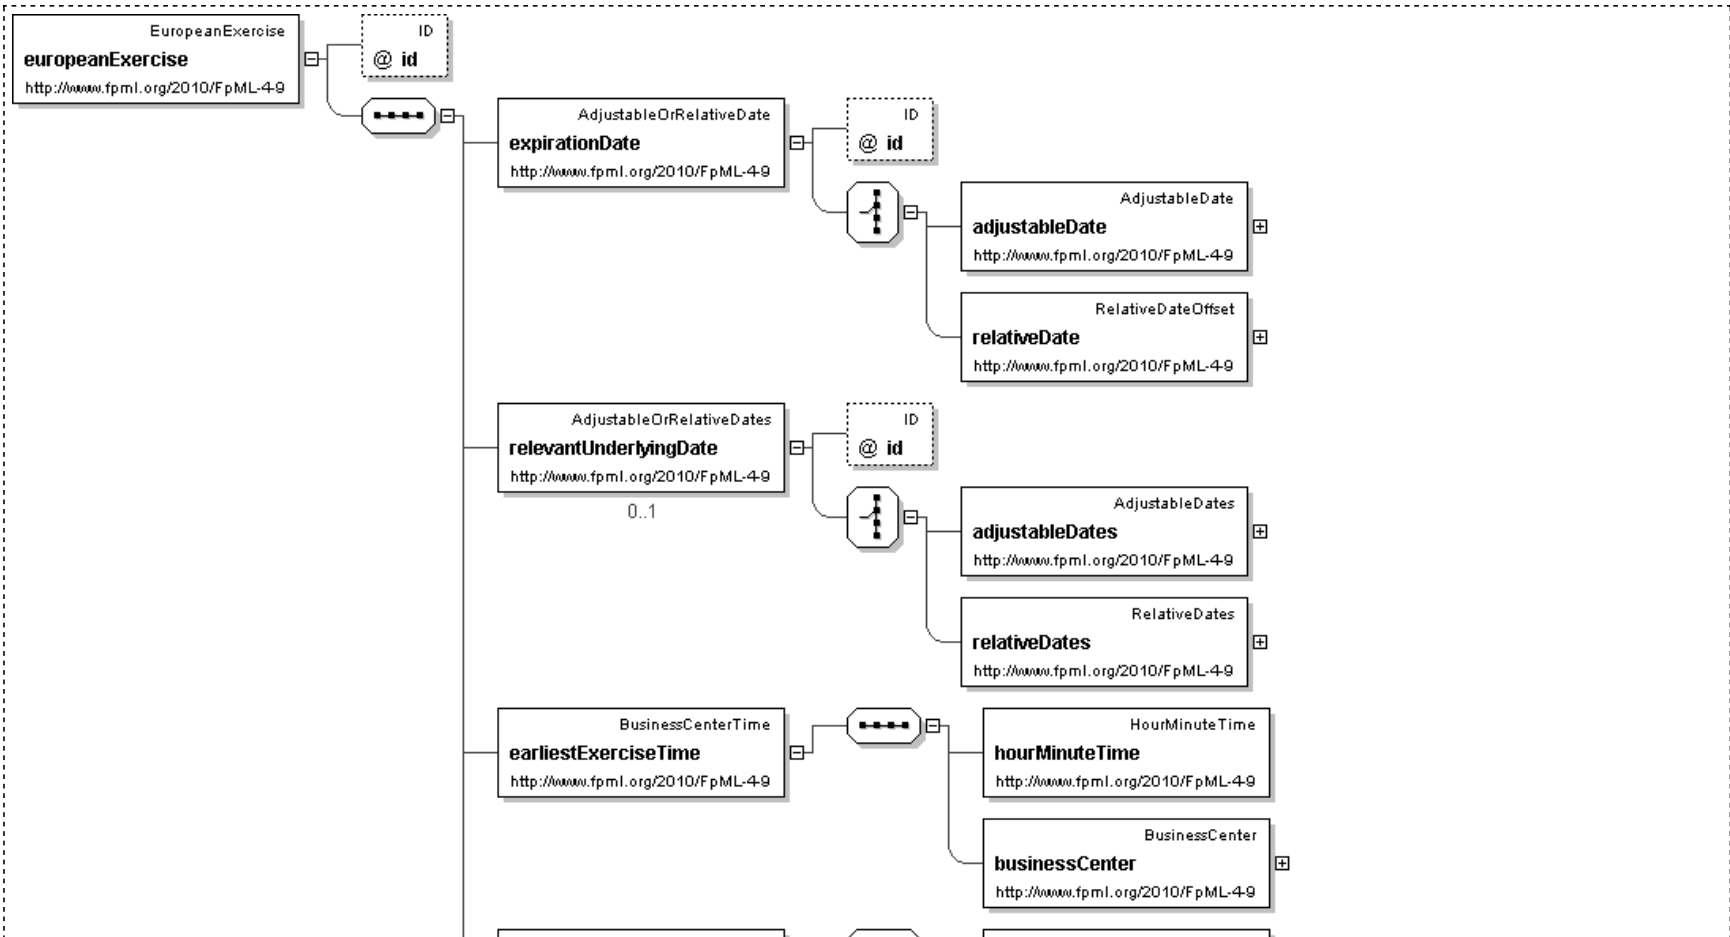 EuropeanExercise
europeanExercise
http://www.fpml.org/2010/FpML-4-9
ID
@ id
AdjustableOrRelativeDate
expirationDate
http://www.fpml.org/2010/FpML-4-9
ID
@ id
AdjustableDate
adjustableDate
http://www.fpml.org/2010/FpML-4-9
RelativeDateOffset
relativeDate
http://www.fpml.org/2010/FpML-4-9
AdjustableOrRelativeDates
relevantUnderlyingDate
http://www.fpml.org/2010/FpML-4-9
0..1
ID
@ id
AdjustableDates
adjustableDates
http://www.fpml.org/2010/FpML-4-9
RelativeDates
relativeDates
http://www.fpml.org/2010/FpML-4-9
BusinessCenterTime
earliestExerciseTime
http://www.fpml.org/2010/FpML-4-9
HourMinuteTime
hourMinuteTime
http://www.fpml.org/2010/FpML-4-9
BusinessCenter
businessCenter
http://www.fpml.org/2010/FpML-4-9